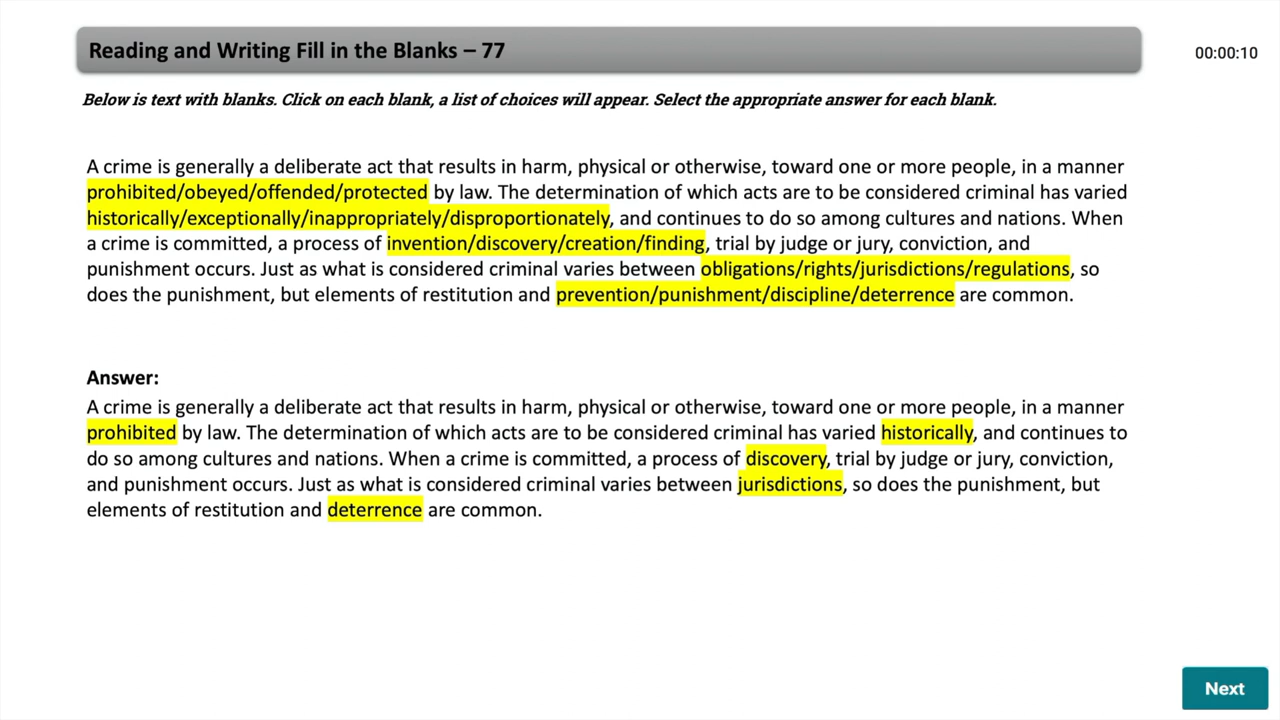 Reading and Writing Fill in the Blanks – 77
00:00:10
Below is text with blanks. Click on each blank, a list of choices will appear. Select the appropriate answer for each blank.
A crime is generally a deliberate act that results in harm, physical or otherwise, toward one or more people, in a manner
prohibited/obeyed/offended/protected by law. The determination of which acts are to be considered criminal has varied
historically/exceptionally/inappropriately/disproportionately, and continues to do so among cultures and nations. When
a crime is committed, a process of invention/discovery/creation/finding, trial by judge or jury, conviction, and
punishment occurs. Just as what is considered criminal varies between obligations/rights/jurisdictions/regulations, so
does the punishment, but elements of restitution and prevention/punishment/discipline/deterrence are common.
Answer:
A crime is generally a deliberate act that results in harm, physical or otherwise, toward one or more people, in a manner
prohibited by law. The determination of which acts are to be considered criminal has varied historically, and continues to
do so among cultures and nations. When a crime is committed, a process of discovery, trial by judge or jury, conviction,
and punishment occurs. Just as what is considered criminal varies between jurisdictions, so does the punishment, but
elements of restitution and deterrence are common.
Next